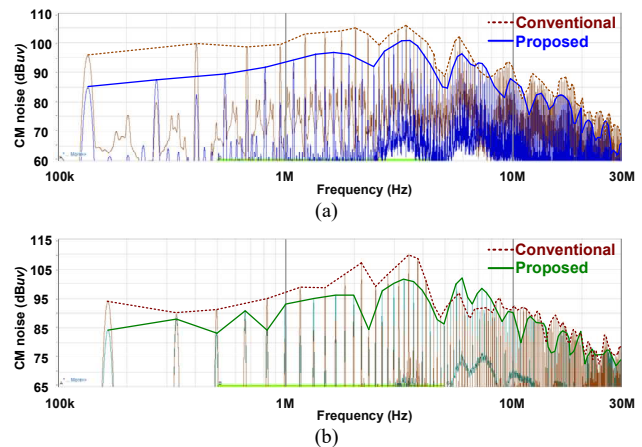 110
Conventional
100
Proposed
90
80
70
60
CM noise (dBuv)
100k
1M
10M
30M
Frequency (Hz)
(a)
115
Conventional
105
Proposed
95
85
75
65
CM noise (dBuv)
100k
1M
10M
30M
Frequency (Hz)
(b)